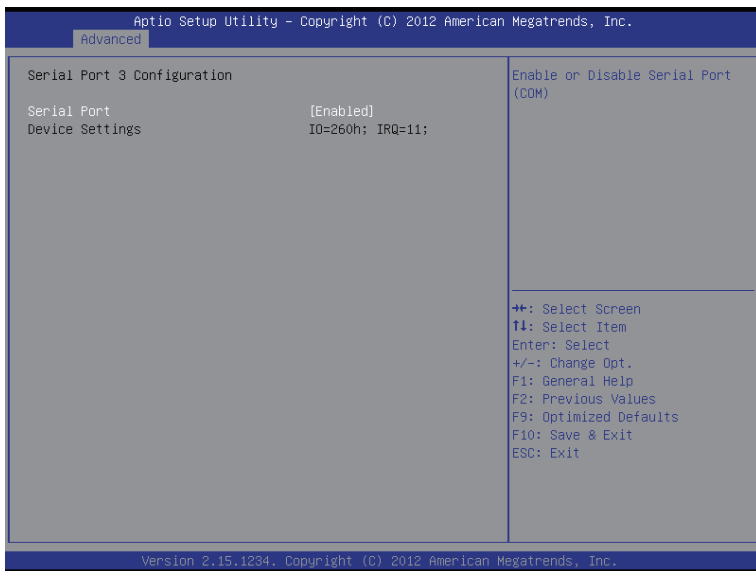 Aptio Setup Utility – Copyright (C) 2012 American Megatrends, Inc.
Advanced
Serial Port 3 Configuration
Serial Port [Enabled]
Device Settings IO=260h; IRQ=11;
Enable or Disable Serial Port
(COM)
→←: Select Screen
↑↓: Select Item
Enter: Select
+/-: Change Opt.
F1: General Help
F2: Previous Values
F9: Optimized Defaults
F10: Save & Exit
ESC: Exit
Version 2.15.1234. Copyright (C) 2012 American Megatrends, Inc.